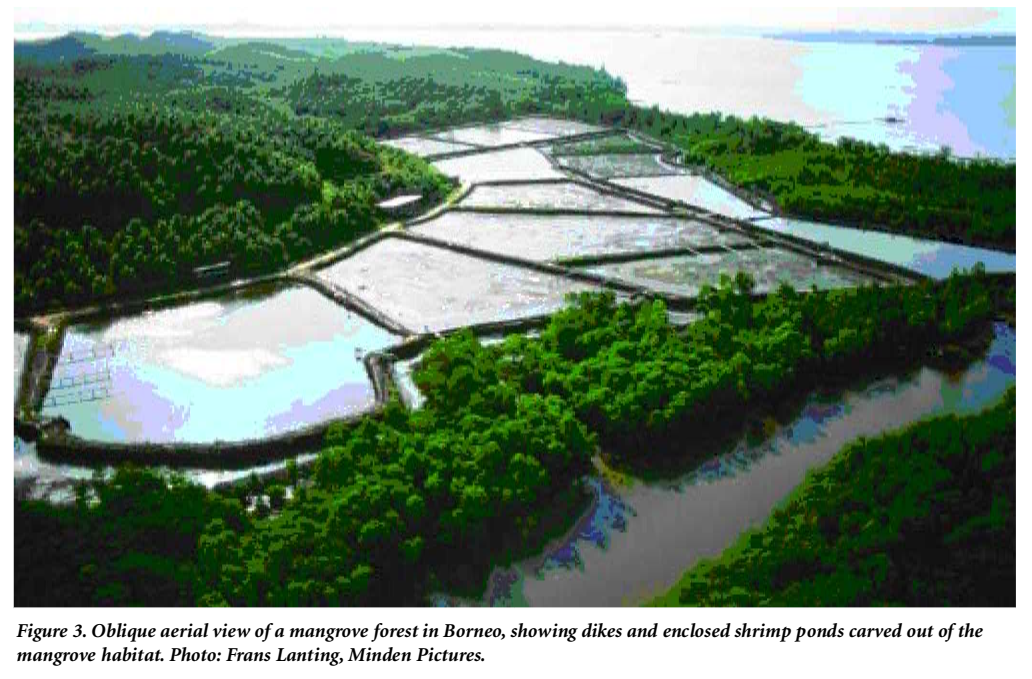 Figure 3. Oblique aerial view of a mangrove forest in Borneo, showing dikes and enclosed shrimp ponds carved out of the
mangrove habitat. Photo: Frans Lanting, Minden Pictures.